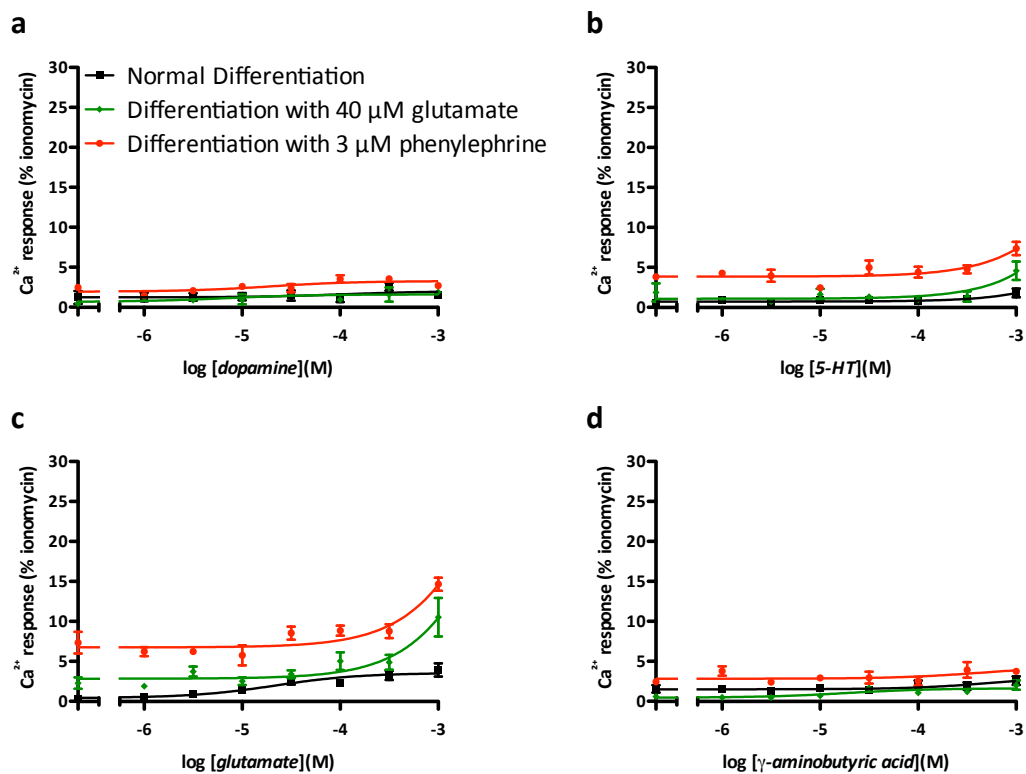 a
b
30
25
20
15
10
5
0
Ca²⁺ response (% ionomycin)
Normal Differentiation
Differentiation with 40 μM glutamate
Differentiation with 3 μM phenylephrine
-6 -5 -4 -3
log [dopamine](M)
30
25
20
15
10
5
0
Ca²⁺ response (% ionomycin)
-6 -5 -4 -3
log [5-HT](M)
c
d
30
25
20
15
10
5
0
Ca²⁺ response (% ionomycin)
-6 -5 -4 -3
log [glutamate](M)
30
25
20
15
10
5
0
Ca²⁺ response (% ionomycin)
-6 -5 -4 -3
log [γ-aminobutyric acid](M)